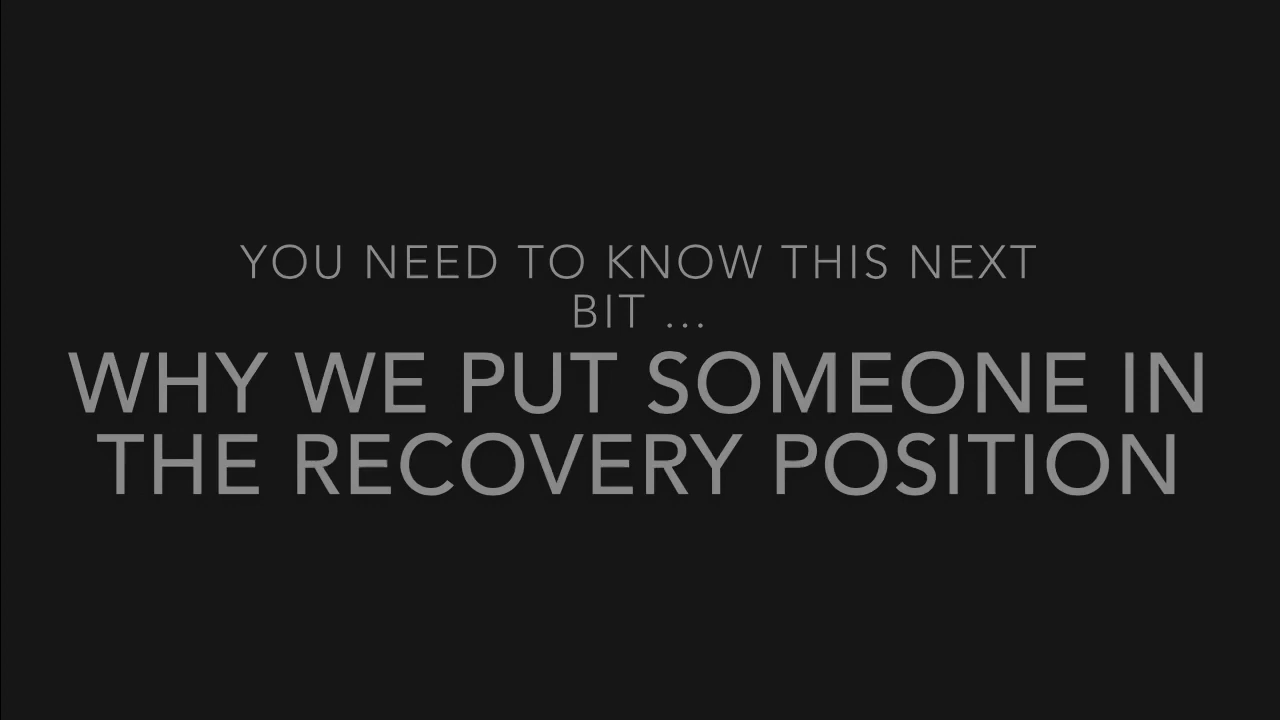 YOU NEED TO KNOW THIS NEXT
BIT ...
WHY WE PUT SOMEONE IN
THE RECOVERY POSITION